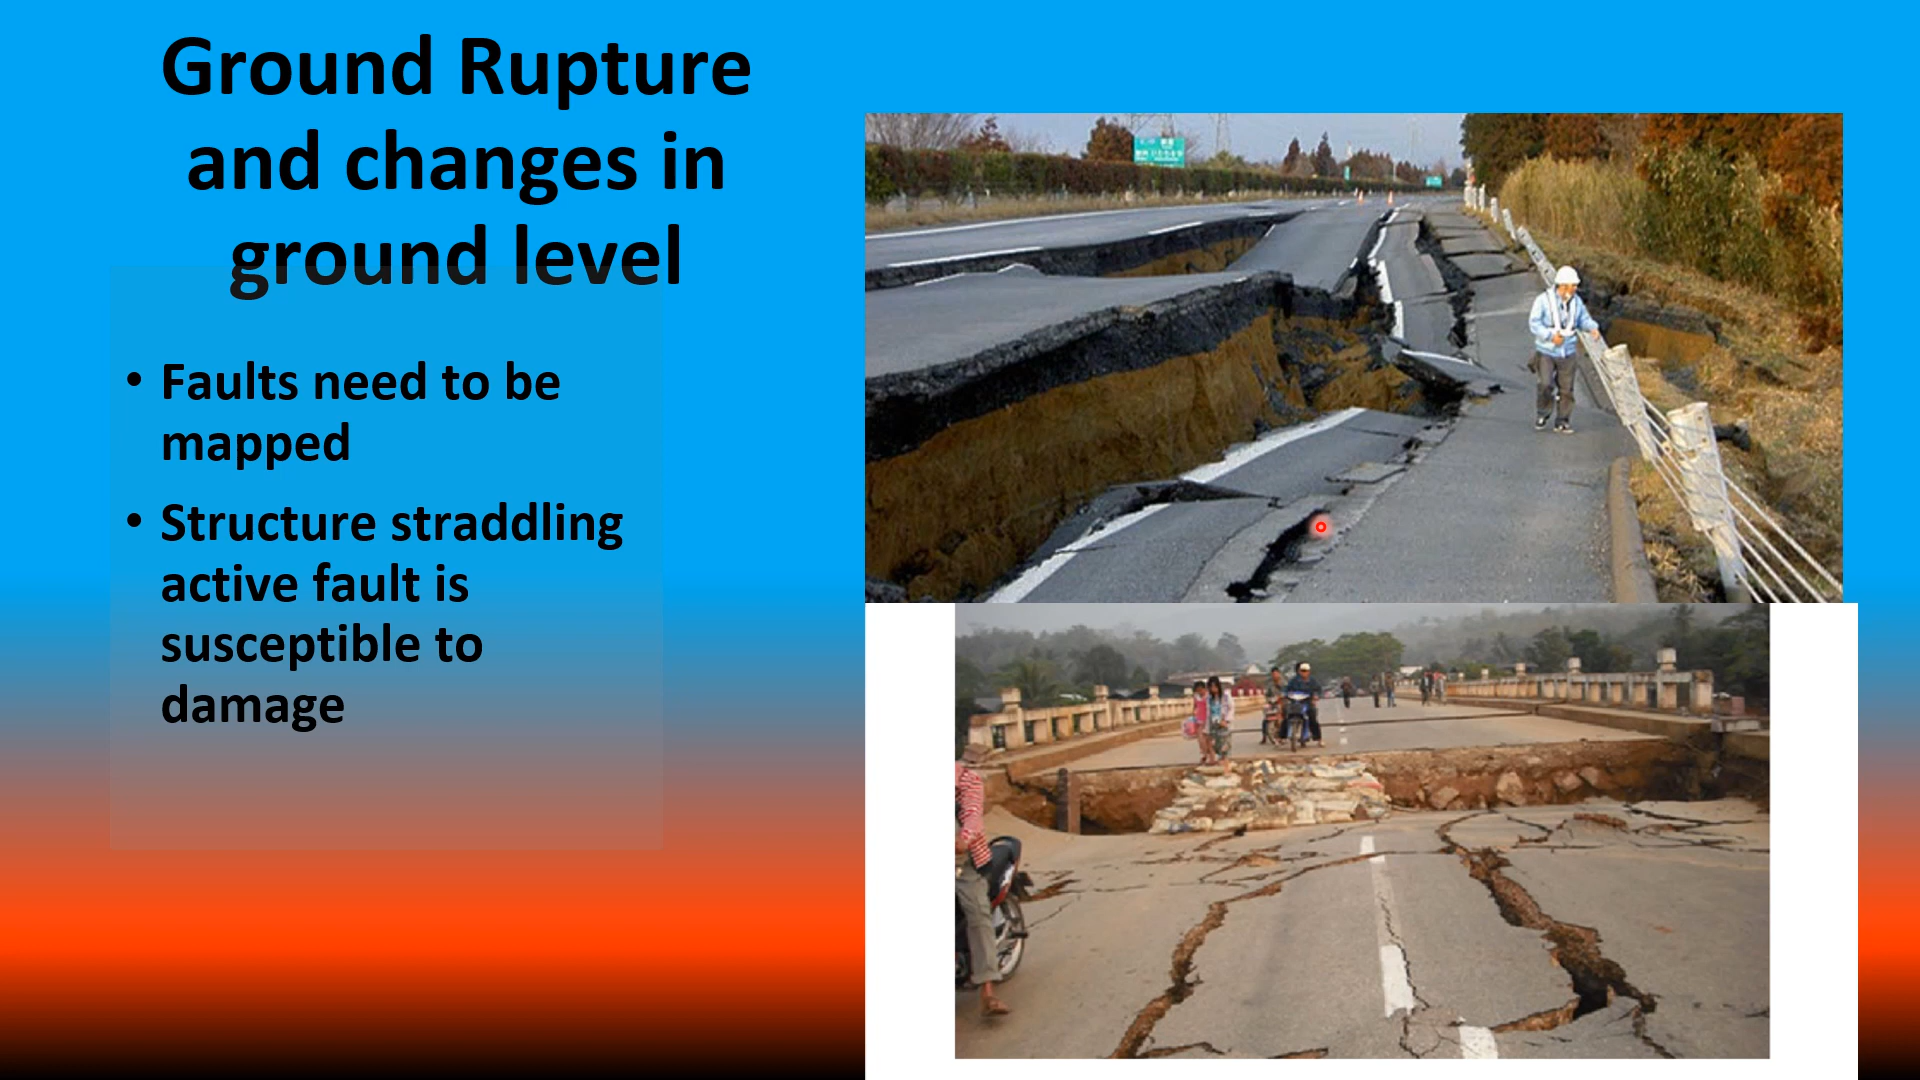 Ground Rupture
and changes in
ground level
• Faults need to be
mapped
• Structure straddling
active fault is
susceptible to
damage